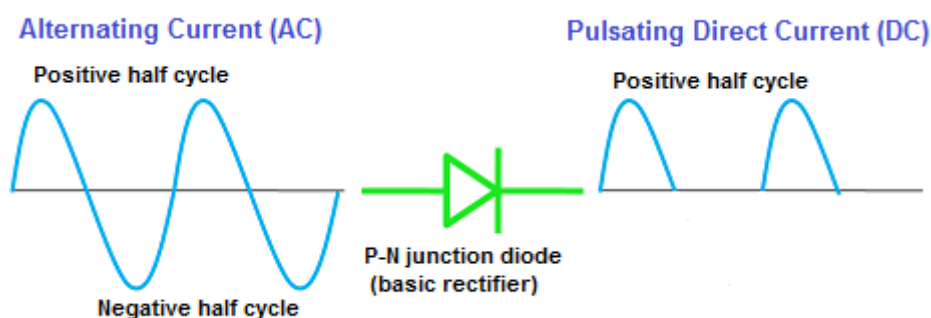 Alternating Current (AC)
Pulsating Direct Current (DC)
Positive half cycle
Positive half cycle
P-N junction diode
(basic rectifier)
Negative half cycle